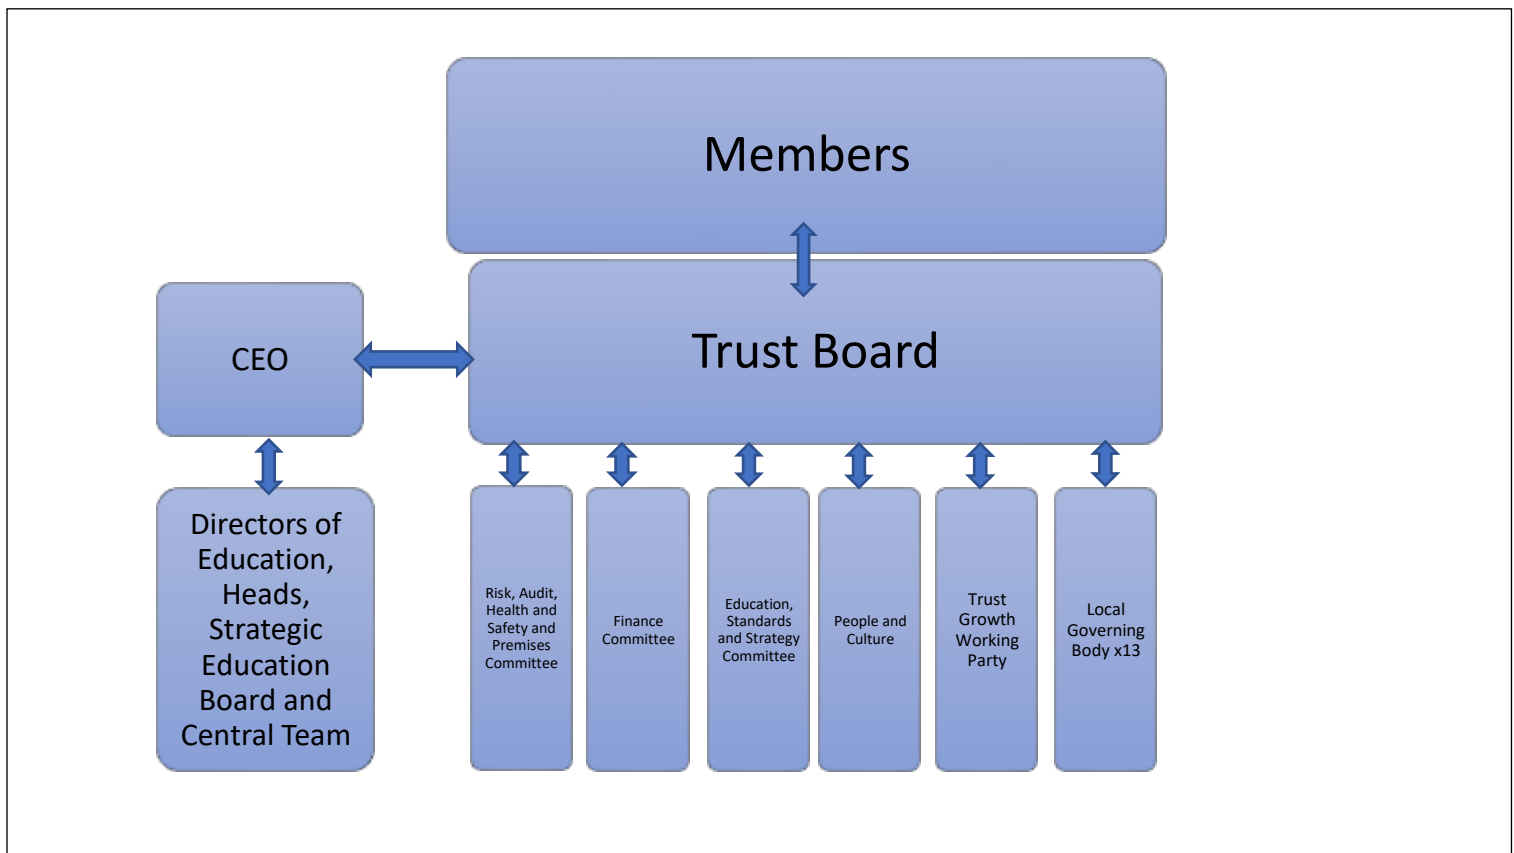 Members
Trust Board
CEO
Directors of
Education,
Heads,
Strategic
Education
Board and
Central Team
Risk, Audit,
Health and
Safety and
Premises
Committee
Finance
Committee
Education,
Standards
and Strategy
Committee
People and
Culture
Trust
Growth
Working
Party
Local
Governing
Body x13